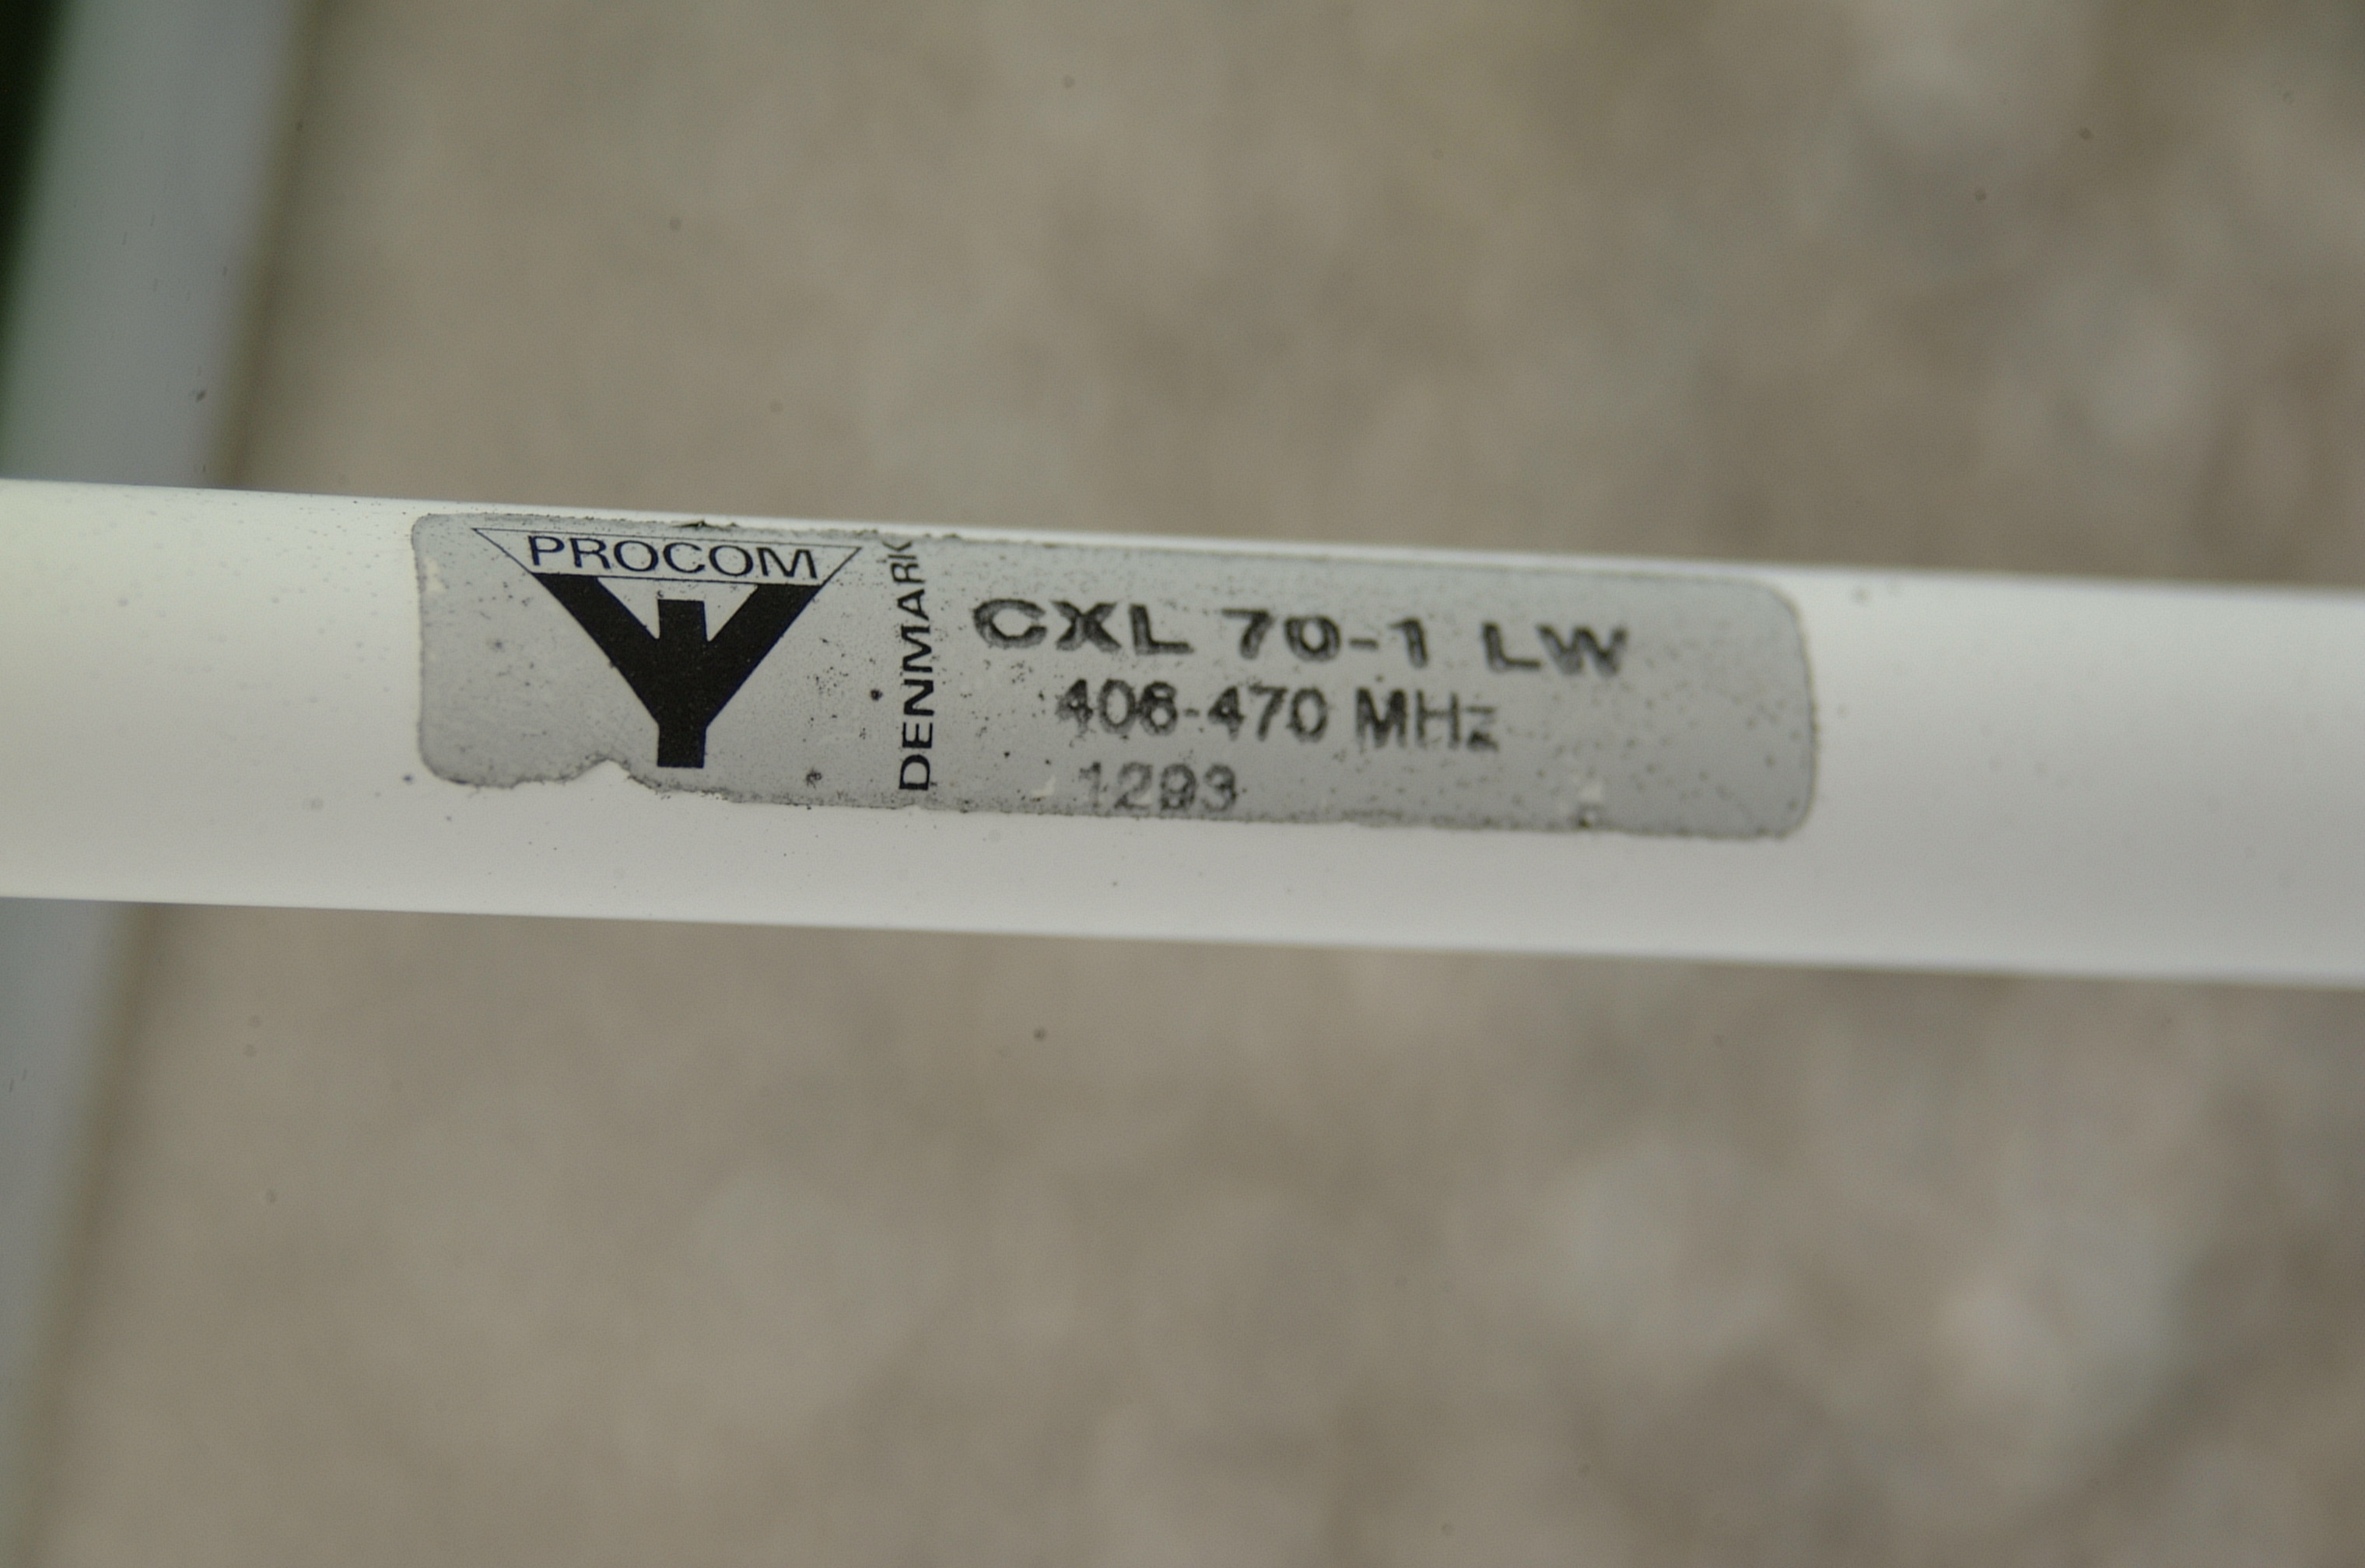 PROCOM
DENMARK
CXL 70-1 LW
406-470 MHz
1293